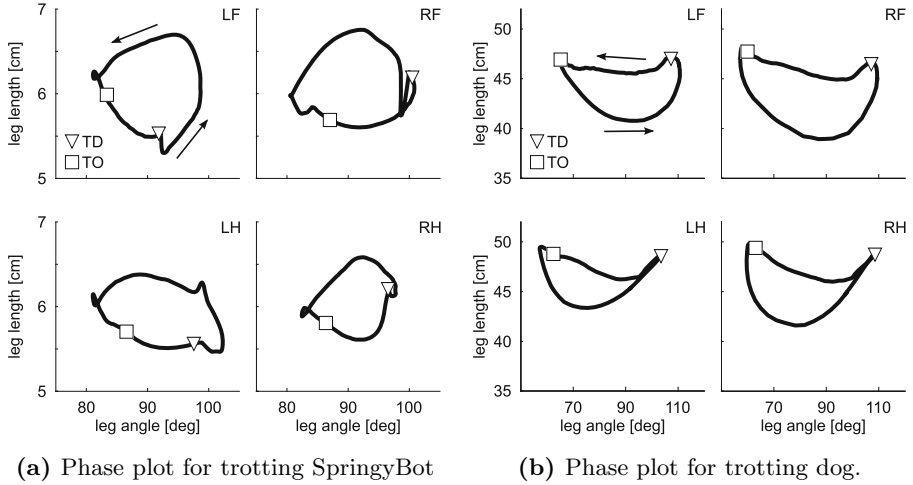 LF
RF
7
6
5
leg length [cm]
TD
TO
LH
RH
7
6
5
leg length [cm]
80 90 100
80 90 100
leg angle [deg]
leg angle [deg]
(a) Phase plot for trotting SpringyBot
LF
RF
50
45
40
35
leg length [cm]
TD
TO
LH
RH
50
45
40
35
leg length [cm]
70 90 110
70 90 110
leg angle [deg]
leg angle [deg]
(b) Phase plot for trotting dog.